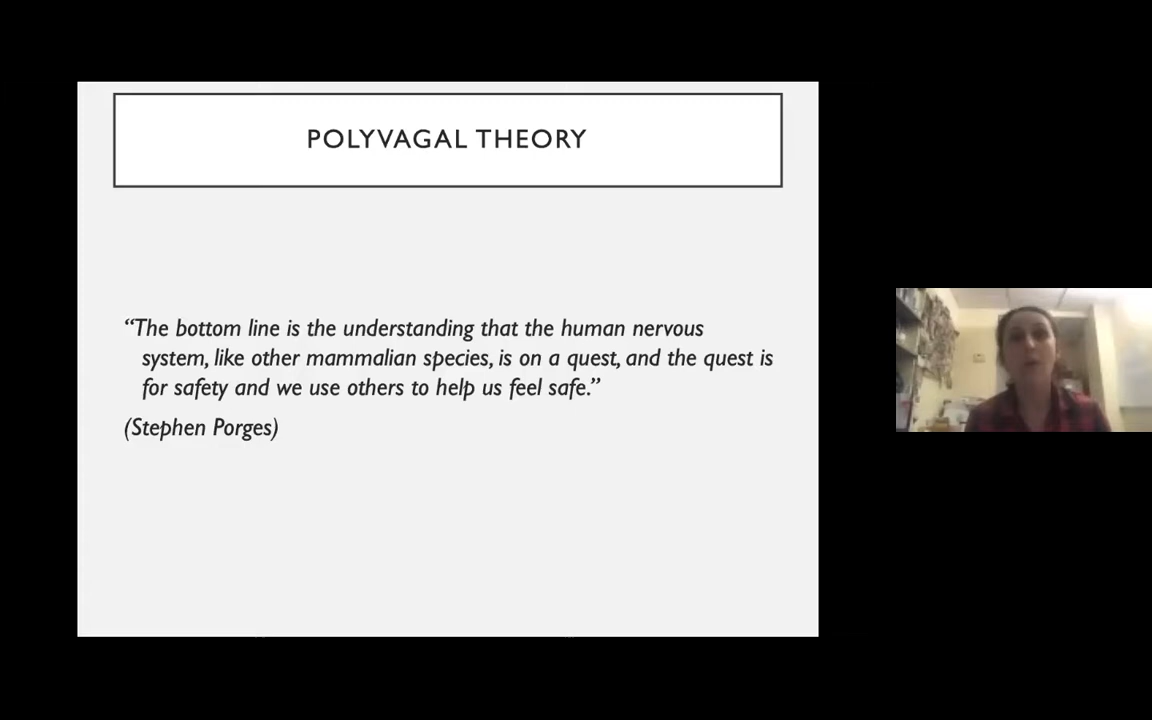 POLYVAGAL THEORY
“The bottom line is the understanding that the human nervous
system, like other mammalian species, is on a quest, and the quest is
for safety and we use others to help us feel safe.”
(Stephen Porges)